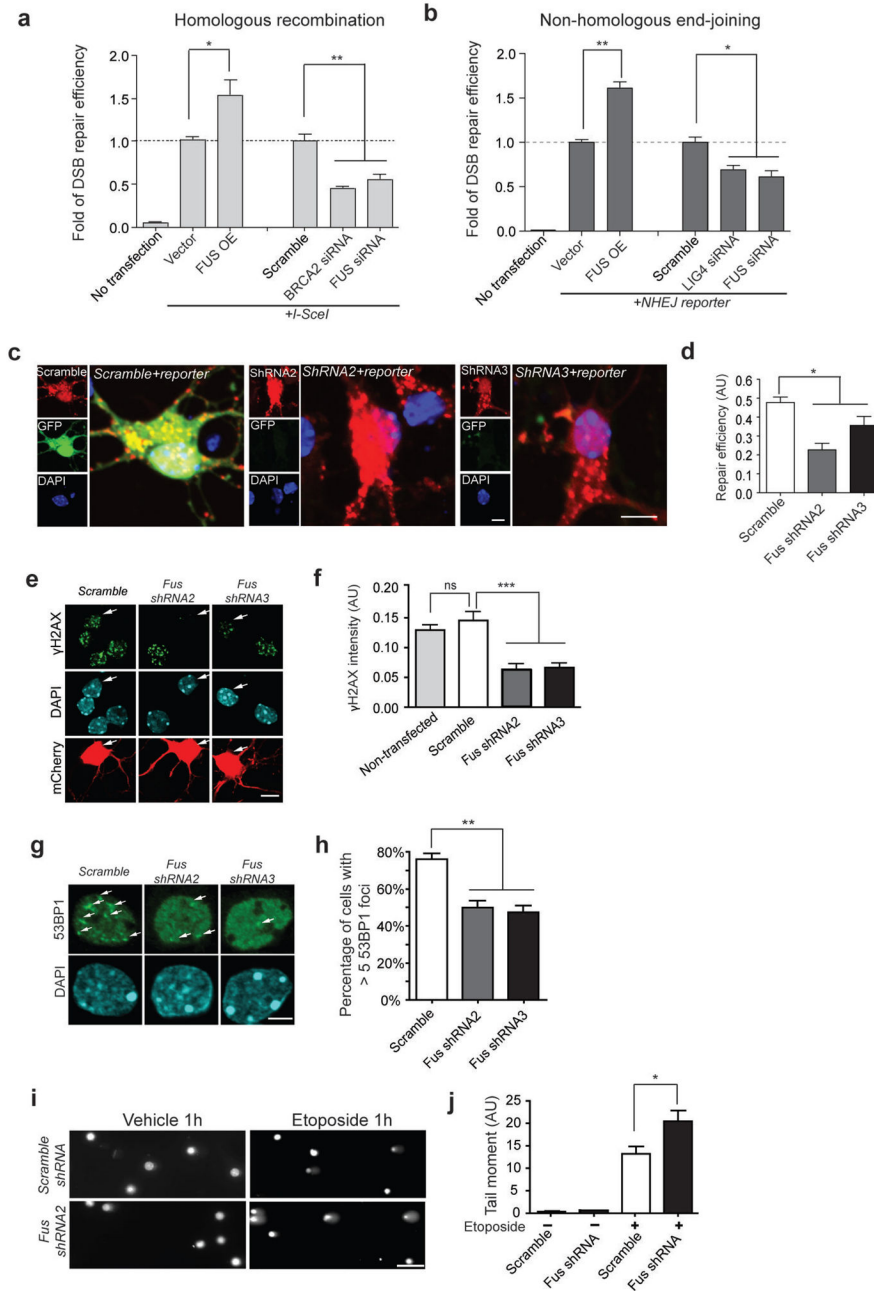 a
Homologous recombination
Fold of DSB repair efficiency
2.0
1.5
1.0
0.5
0.0
*
**
No transfection
Vector
FUS OE
Scramble
BRCA2 siRNA
FUS siRNA
+I-SceI
b
Non-homologous end-joining
Fold of DSB repair efficiency
2.0
1.5
1.0
0.5
0.0
**
*
No transfection
Vector
FUS OE
Scramble
LIG4 siRNA
FUS siRNA
+NHEJ reporter
c
Scramble
GFP
DAPI
Scramble+reporter
ShRNA2
GFP
DAPI
ShRNA2+reporter
ShRNA3
GFP
DAPI
ShRNA3+reporter
d
Repair efficiency (AU)
0.6
0.5
0.4
0.3
0.2
0.1
0.0
*
Scramble
Fus shRNA2
Fus shRNA3
e
Scramble
Fus
shRNA2
Fus
shRNA3
γH2AX
DAPI
mCherry
f
γH2AX intensity (AU)
0.20
0.15
0.10
0.05
0.00
ns
***
Non-transfected
Scramble
Fus shRNA2
Fus shRNA3
g
Scramble
Fus
shRNA2
Fus
shRNA3
53BP1
DAPI
h
Percentage of cells with
> 5 53BP1 foci
80%
60%
40%
20%
0%
**
Scramble
Fus shRNA2
Fus shRNA3
i
Vehicle 1h
Etoposide 1h
Scramble
shRNA
Fus
shRNA2
j
Tail moment (AU)
25
20
15
10
5
0
*
Etoposide
−
−
+
+
Scramble
Fus shRNA
Scramble
Fus shRNA